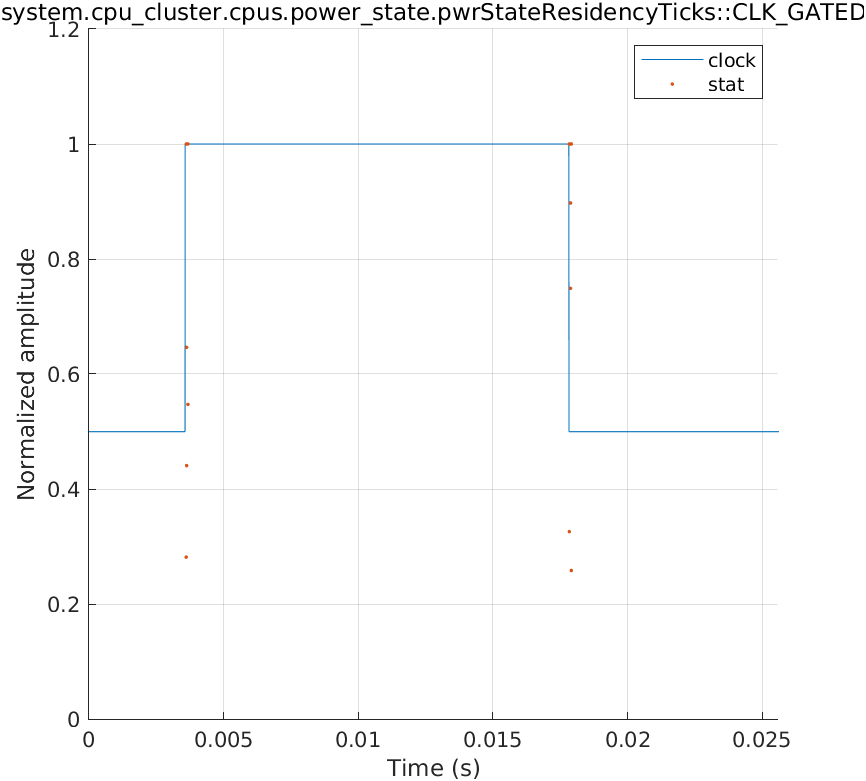 system.cpu_cluster.cpus.power_state.pwrStateResidencyTicks::CLK_GATED
1.2
clock
stat
1
0.8
0.6
0.4
0.2
0
Normalized amplitude
0 0.005 0.01 0.015 0.02 0.025
Time (s)